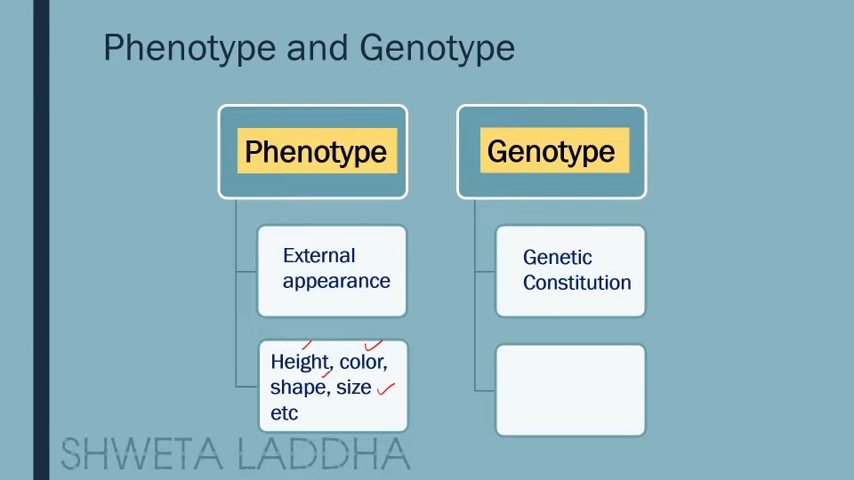 Phenotype and Genotype
Phenotype
Genotype
External
appearance
Genetic
Constitution
Height, color,
shape, size
etc
SHWETA LADDHA